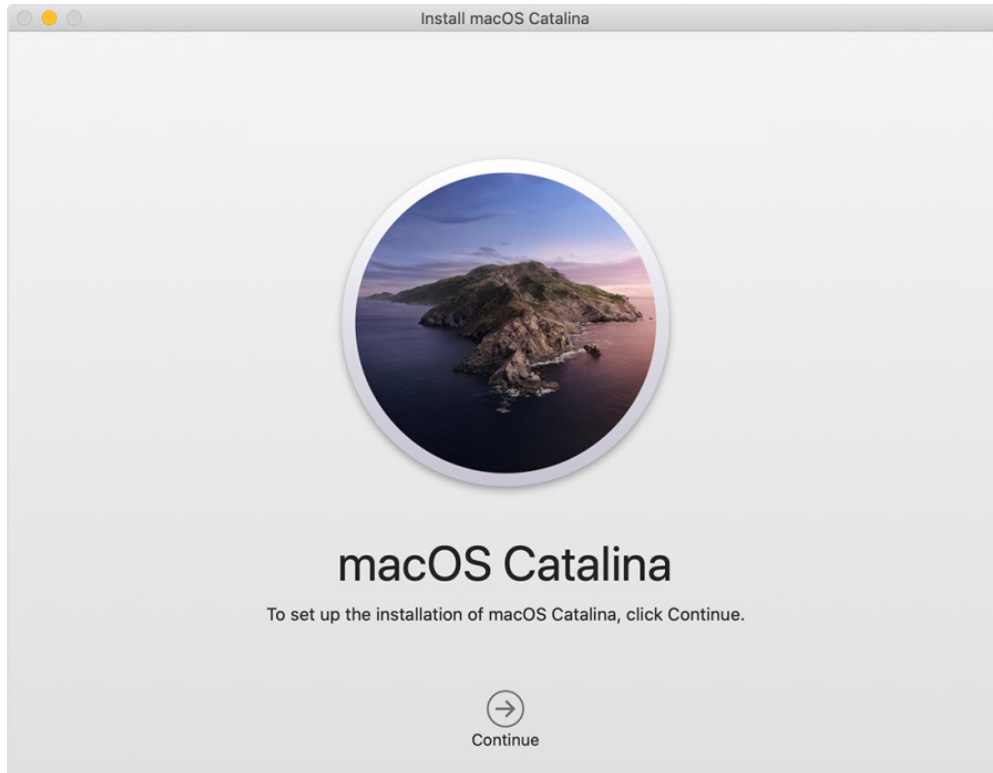 Install macOS Catalina
macOS Catalina
To set up the installation of macOS Catalina, click Continue.
Continue